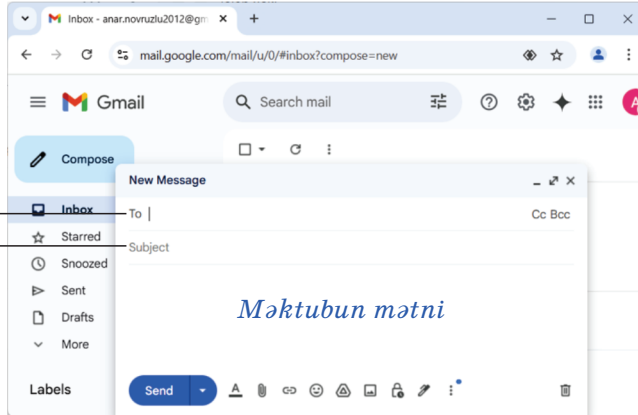 Inbox - anar.novruzlu2012@gm
mail.google.com/mail/u/0/#inbox?compose=new
Gmail
Search mail
Compose
New Message
Inbox
To
Cc Bcc
Starred
Subject
Snoozed
Sent
Drafts
Məktubun mətni
More
Labels
Send